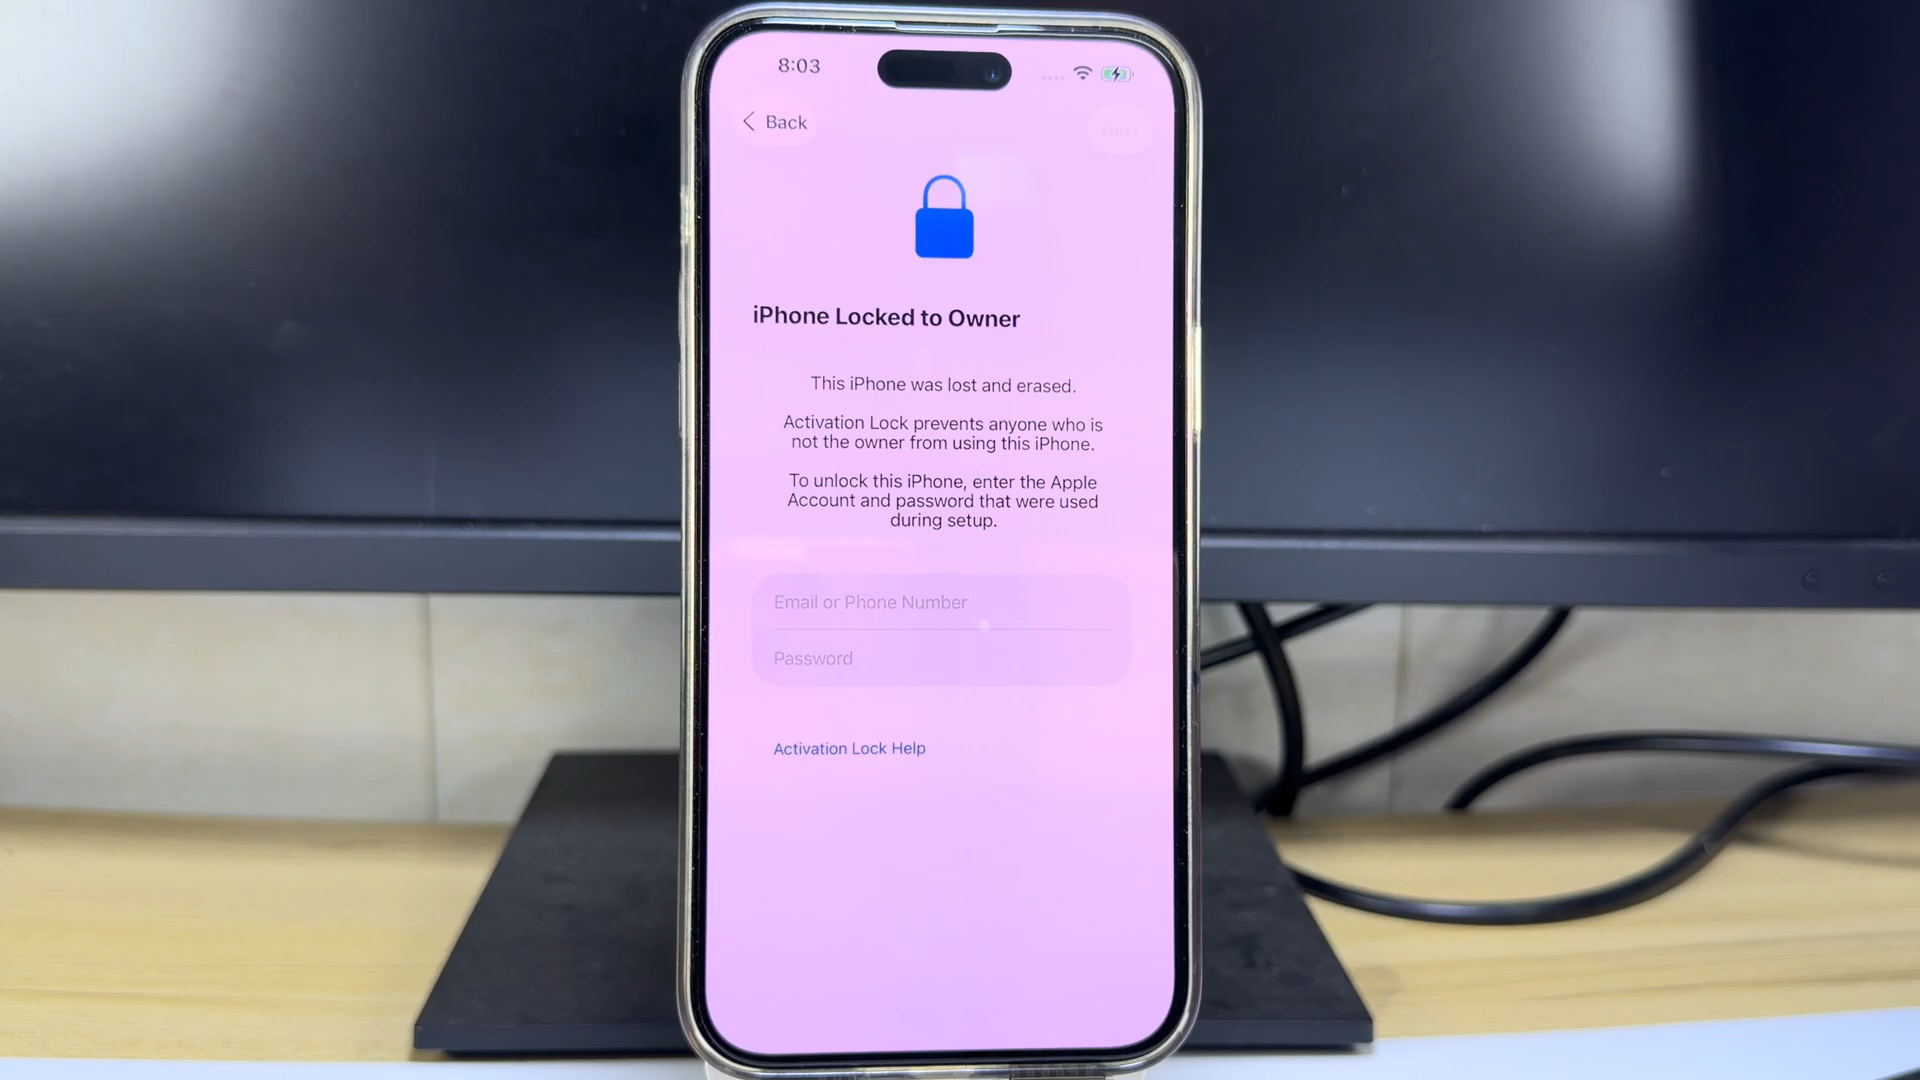 8:03
Back
Next
iPhone Locked to Owner
This iPhone was lost and erased.
Activation Lock prevents anyone who is
not the owner from using this iPhone.
To unlock this iPhone, enter the Apple
Account and password that were used
during setup.
Email or Phone Number
Password
Activation Lock Help